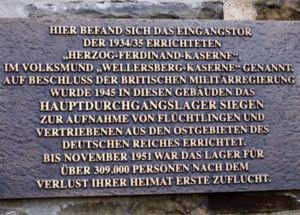 HIER BEFAND SICH DAS EINGANGSTOR
DER 1934/35 ERRICHTETEN
„HERZOG-FERDINAND-KASERNE“,
IM VOLKSMUND „WELLERSBERG-KASERNE“ GENANNT.
AUF BESCHLUSS DER BRITISCHEN MILITÄRREGIERUNG
WURDE 1945 IN DIESEN GEBÄUDEN DAS
HAUPTDURCHGANGSLAGER SIEGEN
ZUR AUFNAHME VON FLÜCHTLINGEN UND
VERTRIEBENEN AUS DEN OSTGEBIETEN DES
DEUTSCHEN REICHES ERRICHTET.
BIS NOVEMBER 1951 WAR DAS LAGER FÜR
ÜBER 309.000 PERSONEN NACH DEM
VERLUST IHRER HEIMAT ERSTE ZUFLUCHT.